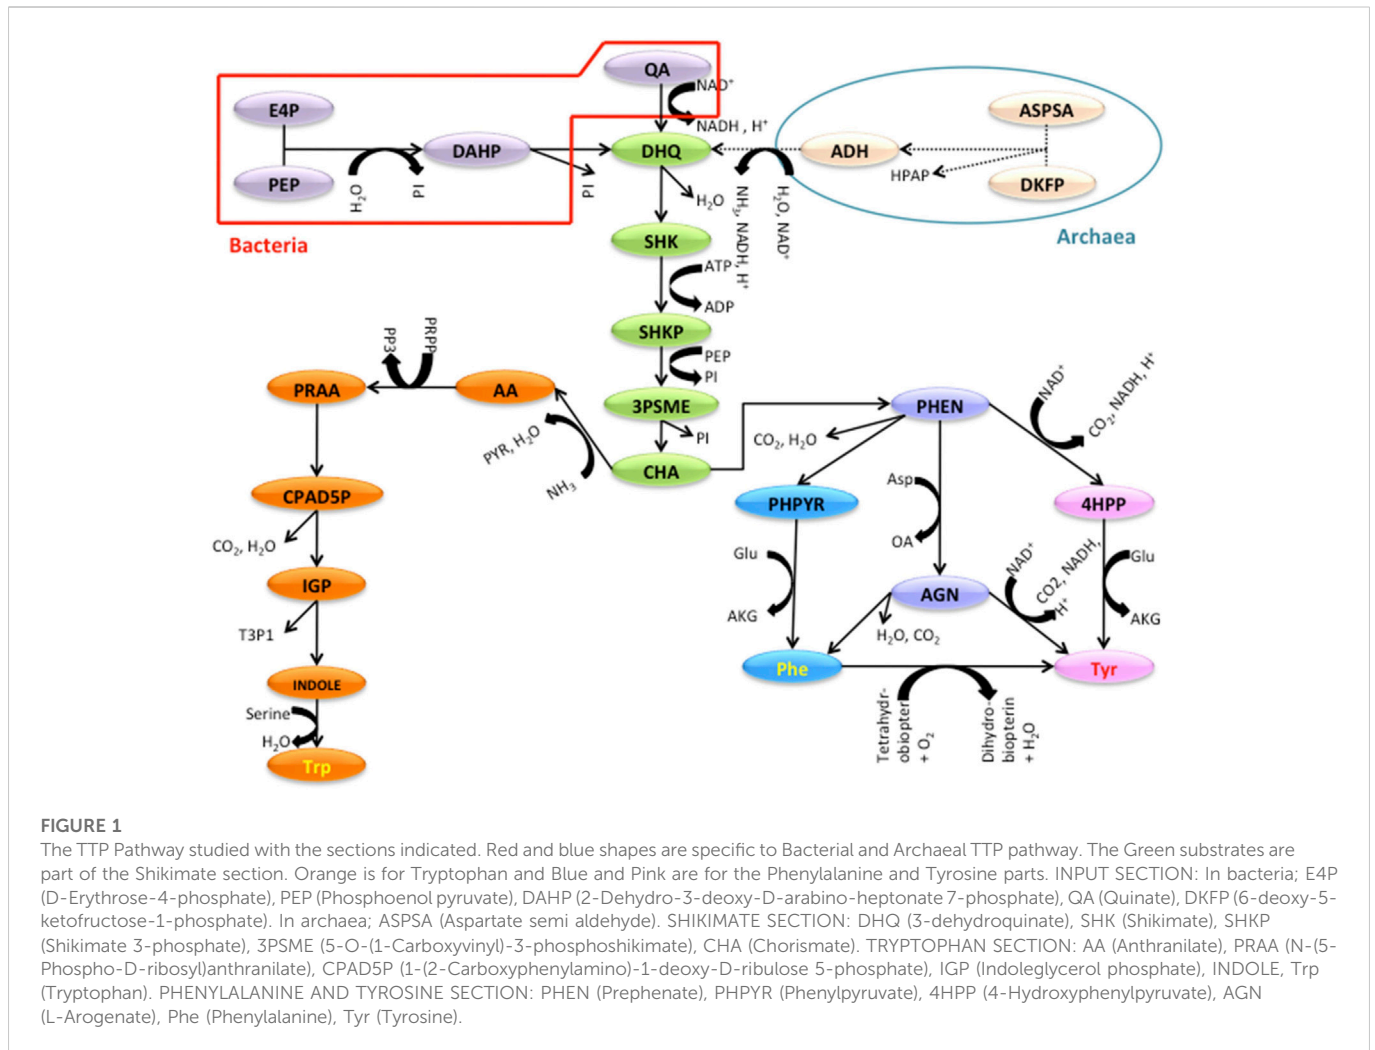 QA
NAD⁺
NADH , H⁺
E4P
PEP
DAHP
H₂O
PI
PI
Bacteria
DHQ
H₂O
ADH
HPAP
ASPSA
DKFP
Archaea
NH₃, NADH, H⁺
H₂O, NAD⁺
SHK
ATP
ADP
SHKP
PEP
PI
3PSME
PI
CHA
PP3
PRPP
PRAA
AA
PYR, H₂O
NH₃
CPAD5P
CO₂, H₂O
IGP
T3P1
INDOLE
Serine
H₂O
Trp
PHEN
CO₂, H₂O
NAD⁺
CO₂, NADH, H⁺
PHPYR
Asp
OA
4HPP
Glu
AKG
AGN
NAD⁺
CO2, NADH,
H⁺
Glu
AKG
H₂O, CO₂
Phe
Tyr
Tetrahydr-
obiopter
+ O₂
Dihydro-
biopterin
+ H₂O
FIGURE 1
The TTP Pathway studied with the sections indicated. Red and blue shapes are specific to Bacterial and Archaeal TTP pathway. The Green substrates are
part of the Shikimate section. Orange is for Tryptophan and Blue and Pink are for the Phenylalanine and Tyrosine parts. INPUT SECTION: In bacteria; E4P
(D-Erythrose-4-phosphate), PEP (Phosphoenol pyruvate), DAHP (2-Dehydro-3-deoxy-D-arabino-heptonate 7-phosphate), QA (Quinate), DKFP (6-deoxy-5-
ketofructose-1-phosphate). In archaea; ASPSA (Aspartate semi aldehyde). SHIKIMATE SECTION: DHQ (3-dehydroquinate), SHK (Shikimate), SHKP
(Shikimate 3-phosphate), 3PSME (5-O-(1-Carboxyvinyl)-3-phosphoshikimate), CHA (Chorismate). TRYPTOPHAN SECTION: AA (Anthranilate), PRAA (N-(5-
Phospho-D-ribosyl)anthranilate), CPAD5P (1-(2-Carboxyphenylamino)-1-deoxy-D-ribulose 5-phosphate), IGP (Indoleglycerol phosphate), INDOLE, Trp
(Tryptophan). PHENYLALANINE AND TYROSINE SECTION: PHEN (Prephenate), PHPYR (Phenylpyruvate), 4HPP (4-Hydroxyphenylpyruvate), AGN
(L-Arogenate), Phe (Phenylalanine), Tyr (Tyrosine).